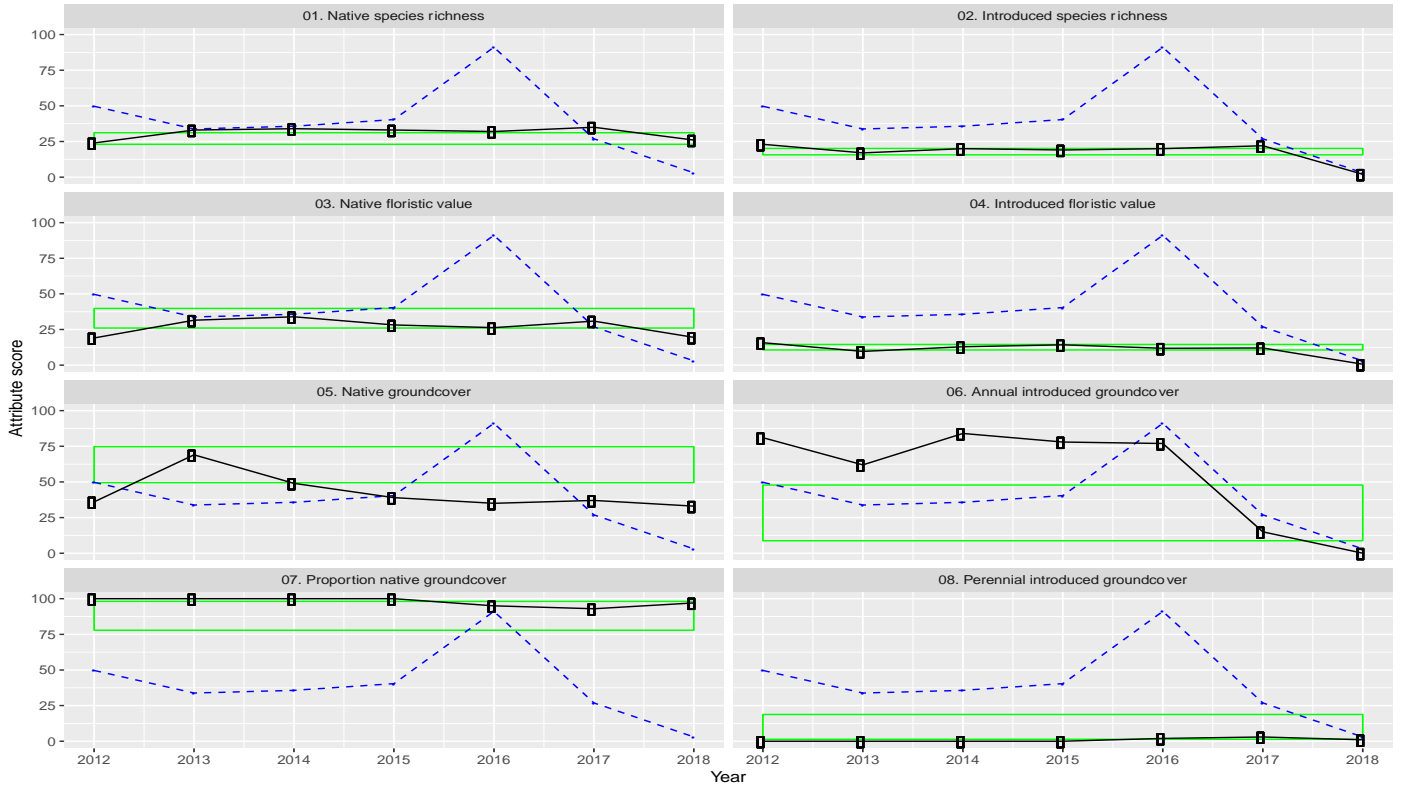 01. Native species richness
02. Introduced species richness
100
75
50
25
0
03. Native floristic value
04. Introduced floristic value
100
75
50
25
0
Attribute score
05. Native groundcover
06. Annual introduced groundcover
100
75
50
25
0
07. Proportion native groundcover
08. Perennial introduced groundcover
100
75
50
25
0
2012 2013 2014 2015 2016 2017 2018 2012 2013 2014 2015 2016 2017 2018
Year